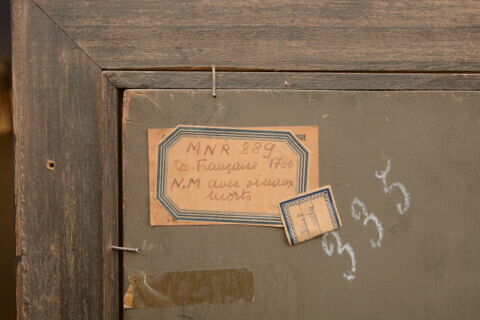 MNR 889
Ec. Française 1700
N.M avec oiseaux
morts
335